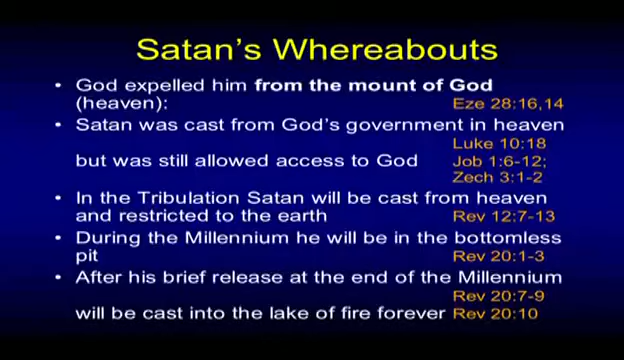 Satan's Whereabouts
• God expelled him from the mount of God
(heaven): Eze 28:16,14
• Satan was cast from God's government in heaven
Luke 10:18
but was still allowed access to God Job 1:6-12;
Zech 3:1-2
• In the Tribulation Satan will be cast from heaven
and restricted to the earth Rev 12:7-13
• During the Millennium he will be in the bottomless
pit Rev 20:1-3
• After his brief release at the end of the Millennium
Rev 20:7-9
will be cast into the lake of fire forever Rev 20:10